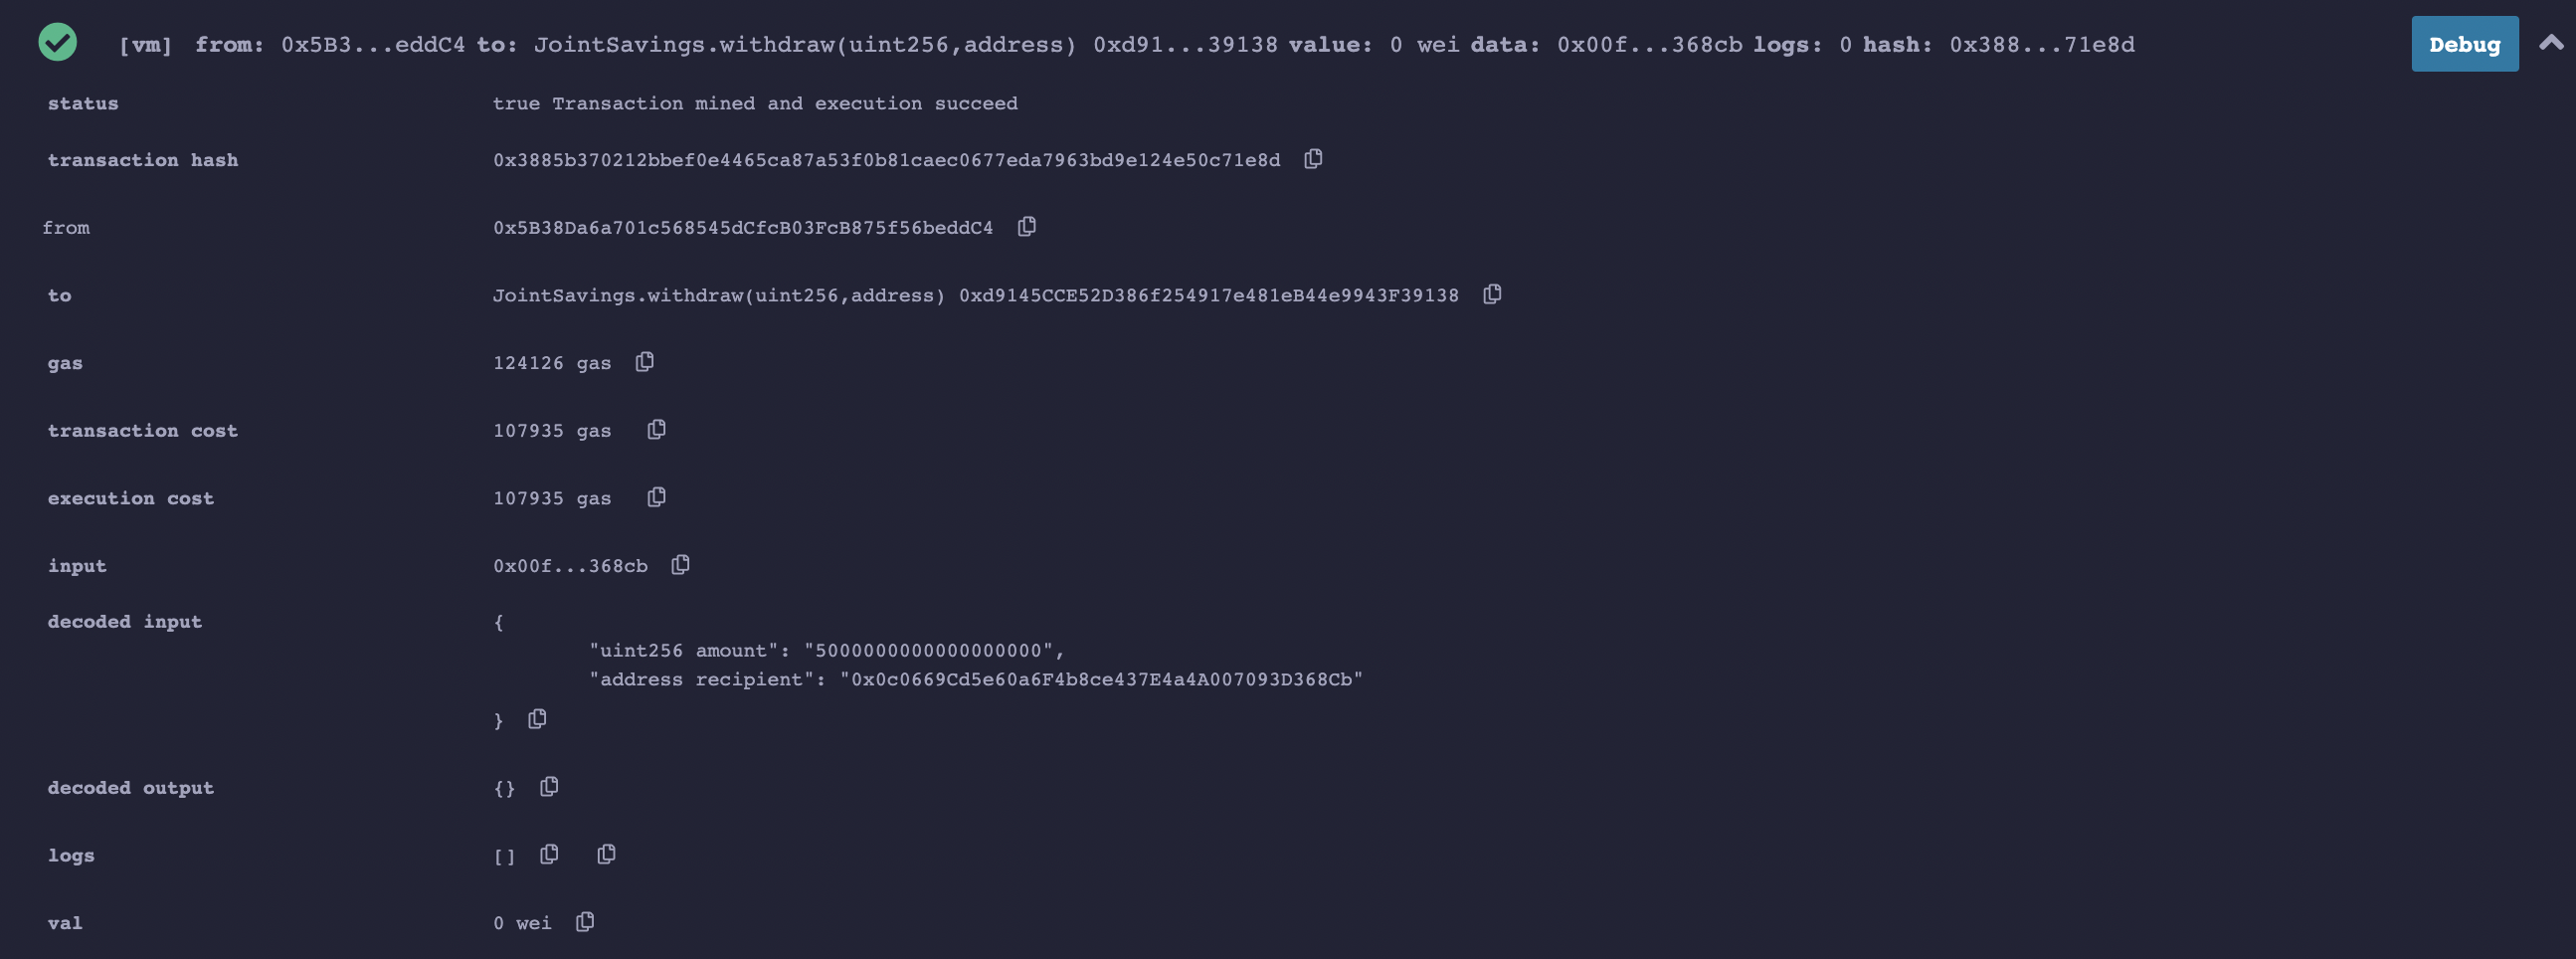 [vm] from: 0x5B3...eddC4 to: JointSavings.withdraw(uint256,address) 0xd91...39138 value: 0 wei data: 0x00f...368cb logs: 0 hash: 0x388...71e8d Debug
status true Transaction mined and execution succeed
transaction hash 0x3885b370212bbef0e4465ca87a53f0b81caec0677eda7963bd9e124e50c71e8d
from 0x5B38Da6a701c568545dCfcB03FcB875f56beddC4
to JointSavings.withdraw(uint256,address) 0xd9145CCE52D386f254917e481eB44e9943F39138
gas 124126 gas
transaction cost 107935 gas
execution cost 107935 gas
input 0x00f...368cb
decoded input {
"uint256 amount": "5000000000000000000",
"address recipient": "0x0c0669Cd5e60a6F4b8ce437E4a4A007093D368Cb"
}
decoded output {}
logs []
val 0 wei